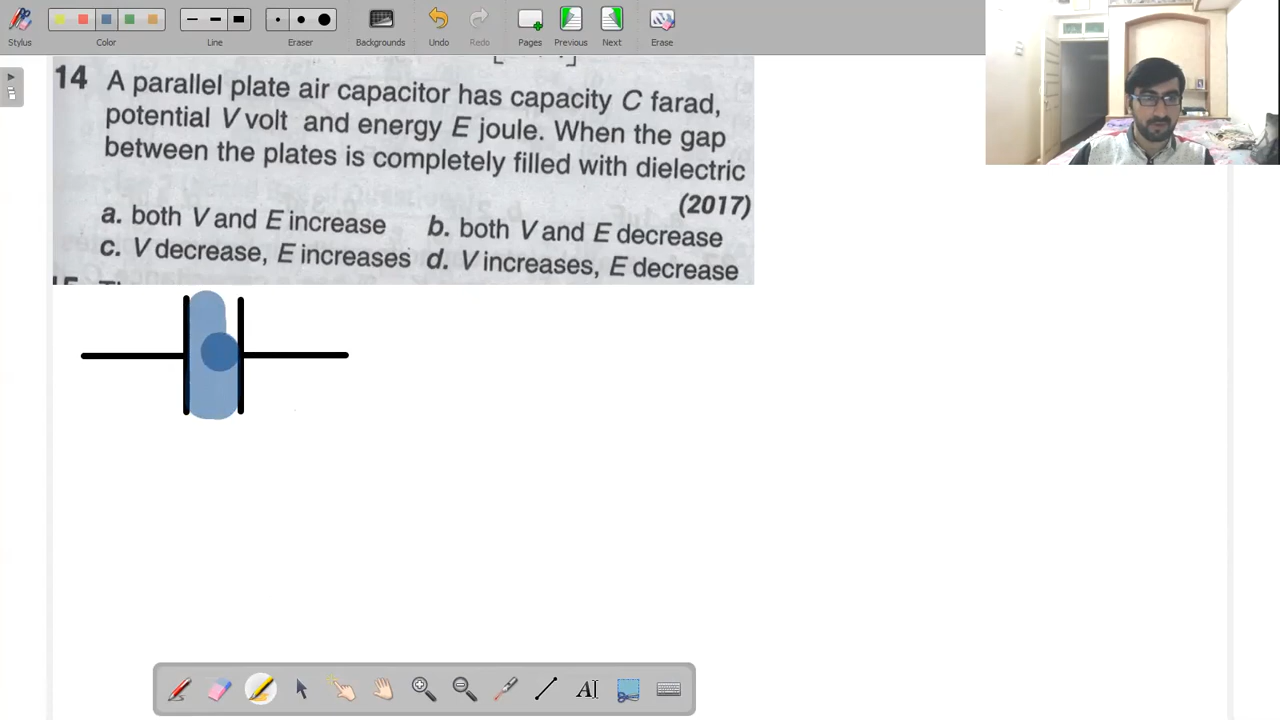 Stylus
Color
Line
Eraser
Backgrounds
Undo
Redo
Pages
Previous
Next
Erase
14 A parallel plate air capacitor has capacity C farad,
potential V volt and energy E joule. When the gap
between the plates is completely filled with dielectric
(2017)
a. both V and E increase b. both V and E decrease
c. V decrease, E increases d. V increases, E decrease